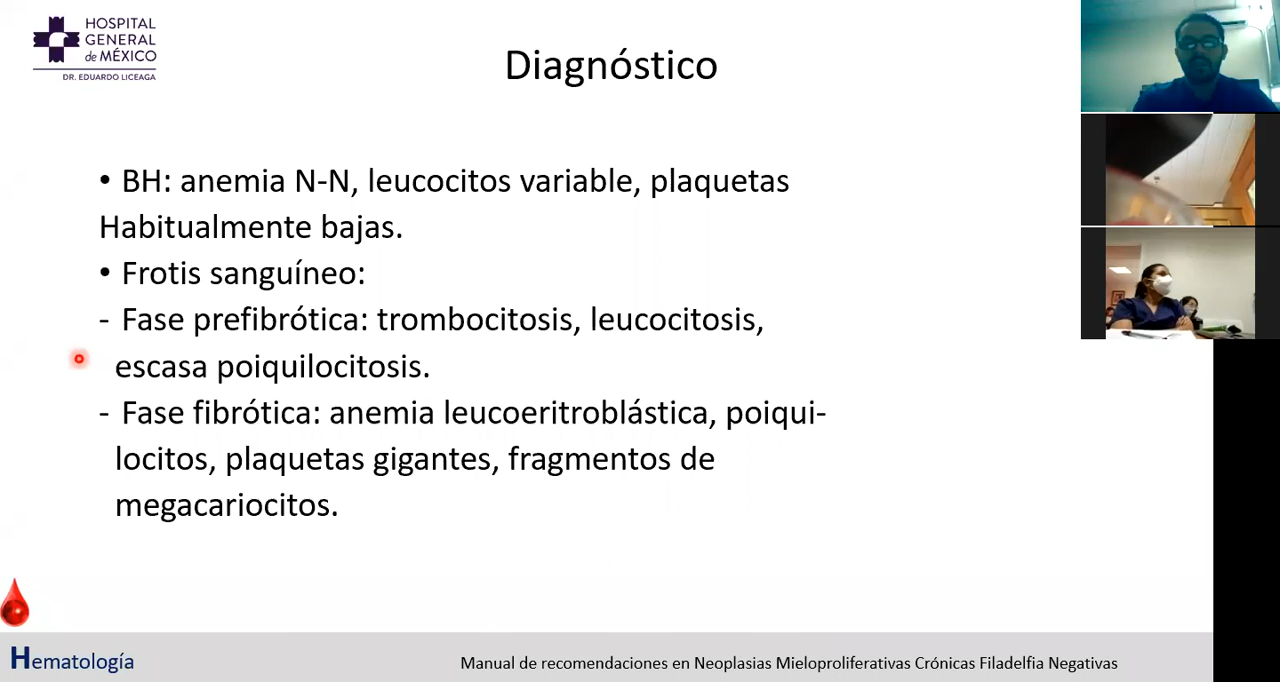 HOSPITAL
GENERAL
de MÉXICO
DR. EDUARDO LICEAGA
Diagnóstico
• BH: anemia N-N, leucocitos variable, plaquetas
Habitualmente bajas.
• Frotis sanguíneo:
- Fase prefibrótica: trombocitosis, leucocitosis,
escasa poiquilocitosis.
- Fase fibrótica: anemia leucoeritroblástica, poiqui-
locitos, plaquetas gigantes, fragmentos de
megacariocitos.
Hematología
Manual de recomendaciones en Neoplasias Mieloproliferativas Crónicas Filadelfia Negativas